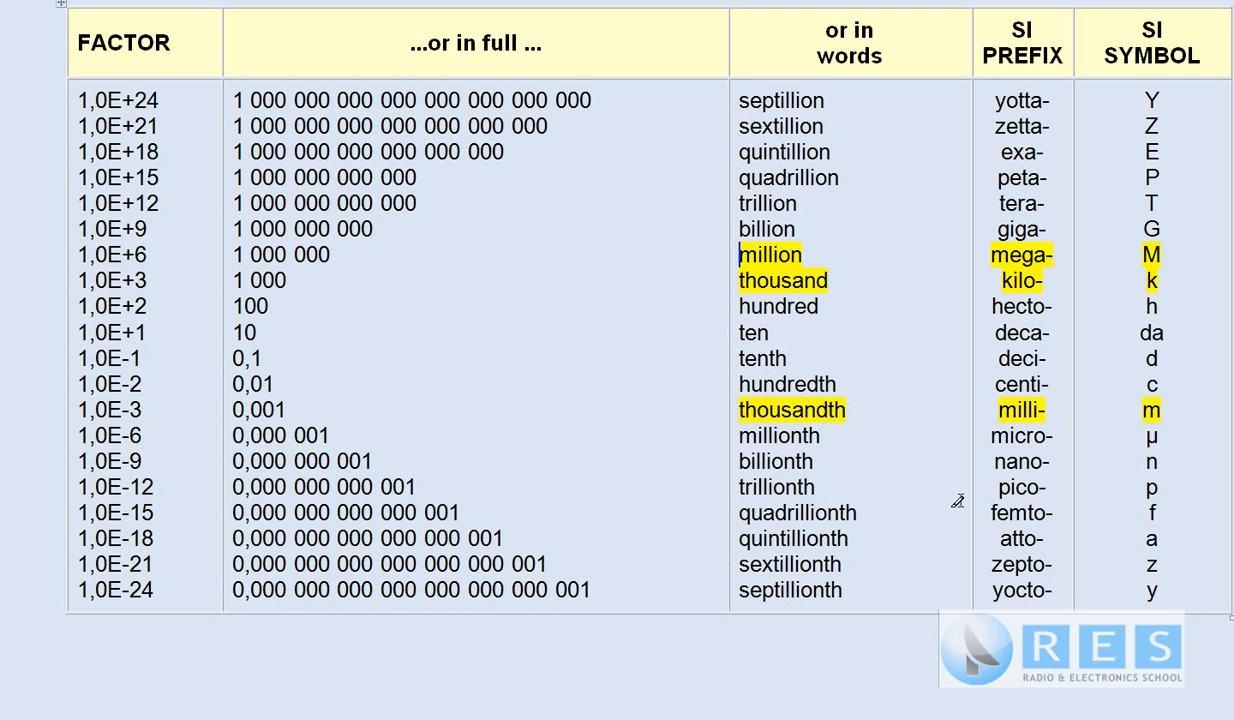 FACTOR ...or in full ... or in words SI PREFIX SI SYMBOL
1,0E+24 1 000 000 000 000 000 000 000 000 septillion yotta- Y
1,0E+21 1 000 000 000 000 000 000 000 sextillion zetta- Z
1,0E+18 1 000 000 000 000 000 000 quintillion exa- E
1,0E+15 1 000 000 000 000 quadrillion peta- P
1,0E+12 1 000 000 000 000 trillion tera- T
1,0E+9 1 000 000 000 billion giga- G
1,0E+6 1 000 000 million mega- M
1,0E+3 1 000 thousand kilo- k
1,0E+2 100 hundred hecto- h
1,0E+1 10 ten deca- da
1,0E-1 0,1 tenth deci- d
1,0E-2 0,01 hundredth centi- c
1,0E-3 0,001 thousandth milli- m
1,0E-6 0,000 001 millionth micro- µ
1,0E-9 0,000 000 001 billionth nano- n
1,0E-12 0,000 000 000 001 trillionth pico- p
1,0E-15 0,000 000 000 000 001 quadrillionth femto- f
1,0E-18 0,000 000 000 000 000 001 quintillionth atto- a
1,0E-21 0,000 000 000 000 000 000 001 sextillionth zepto- z
1,0E-24 0,000 000 000 000 000 000 000 001 septillionth yocto- y
RES
RADIO & ELECTRONICS SCHOOL